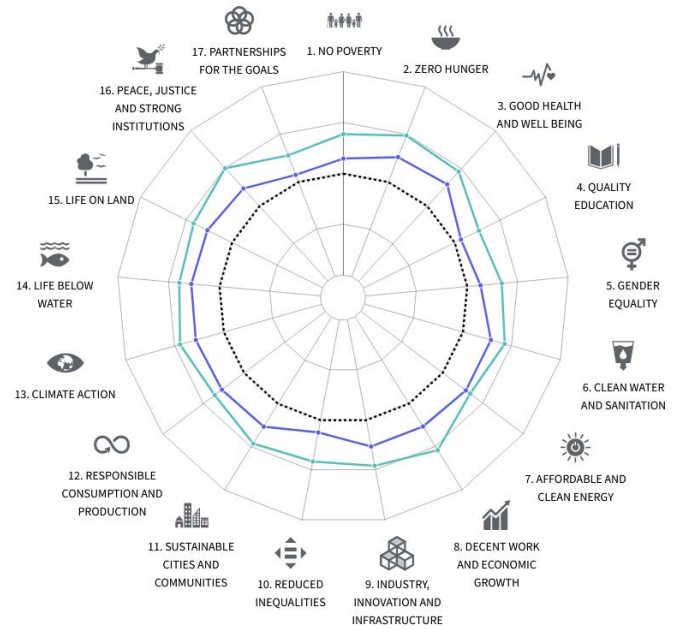 1. NO POVERTY
2. ZERO HUNGER
3. GOOD HEALTH
AND WELL BEING
4. QUALITY
EDUCATION
5. GENDER
EQUALITY
6. CLEAN WATER
AND SANITATION
7. AFFORDABLE AND
CLEAN ENERGY
8. DECENT WORK
AND ECONOMIC
GROWTH
9. INDUSTRY,
INNOVATION AND
INFRASTRUCTURE
10. REDUCED
INEQUALITIES
11. SUSTAINABLE
CITIES AND
COMMUNITIES
12. RESPONSIBLE
CONSUMPTION AND
PRODUCTION
13. CLIMATE ACTION
14. LIFE BELOW
WATER
15. LIFE ON LAND
16. PEACE, JUSTICE
AND STRONG
INSTITUTIONS
17. PARTNERSHIPS
FOR THE GOALS